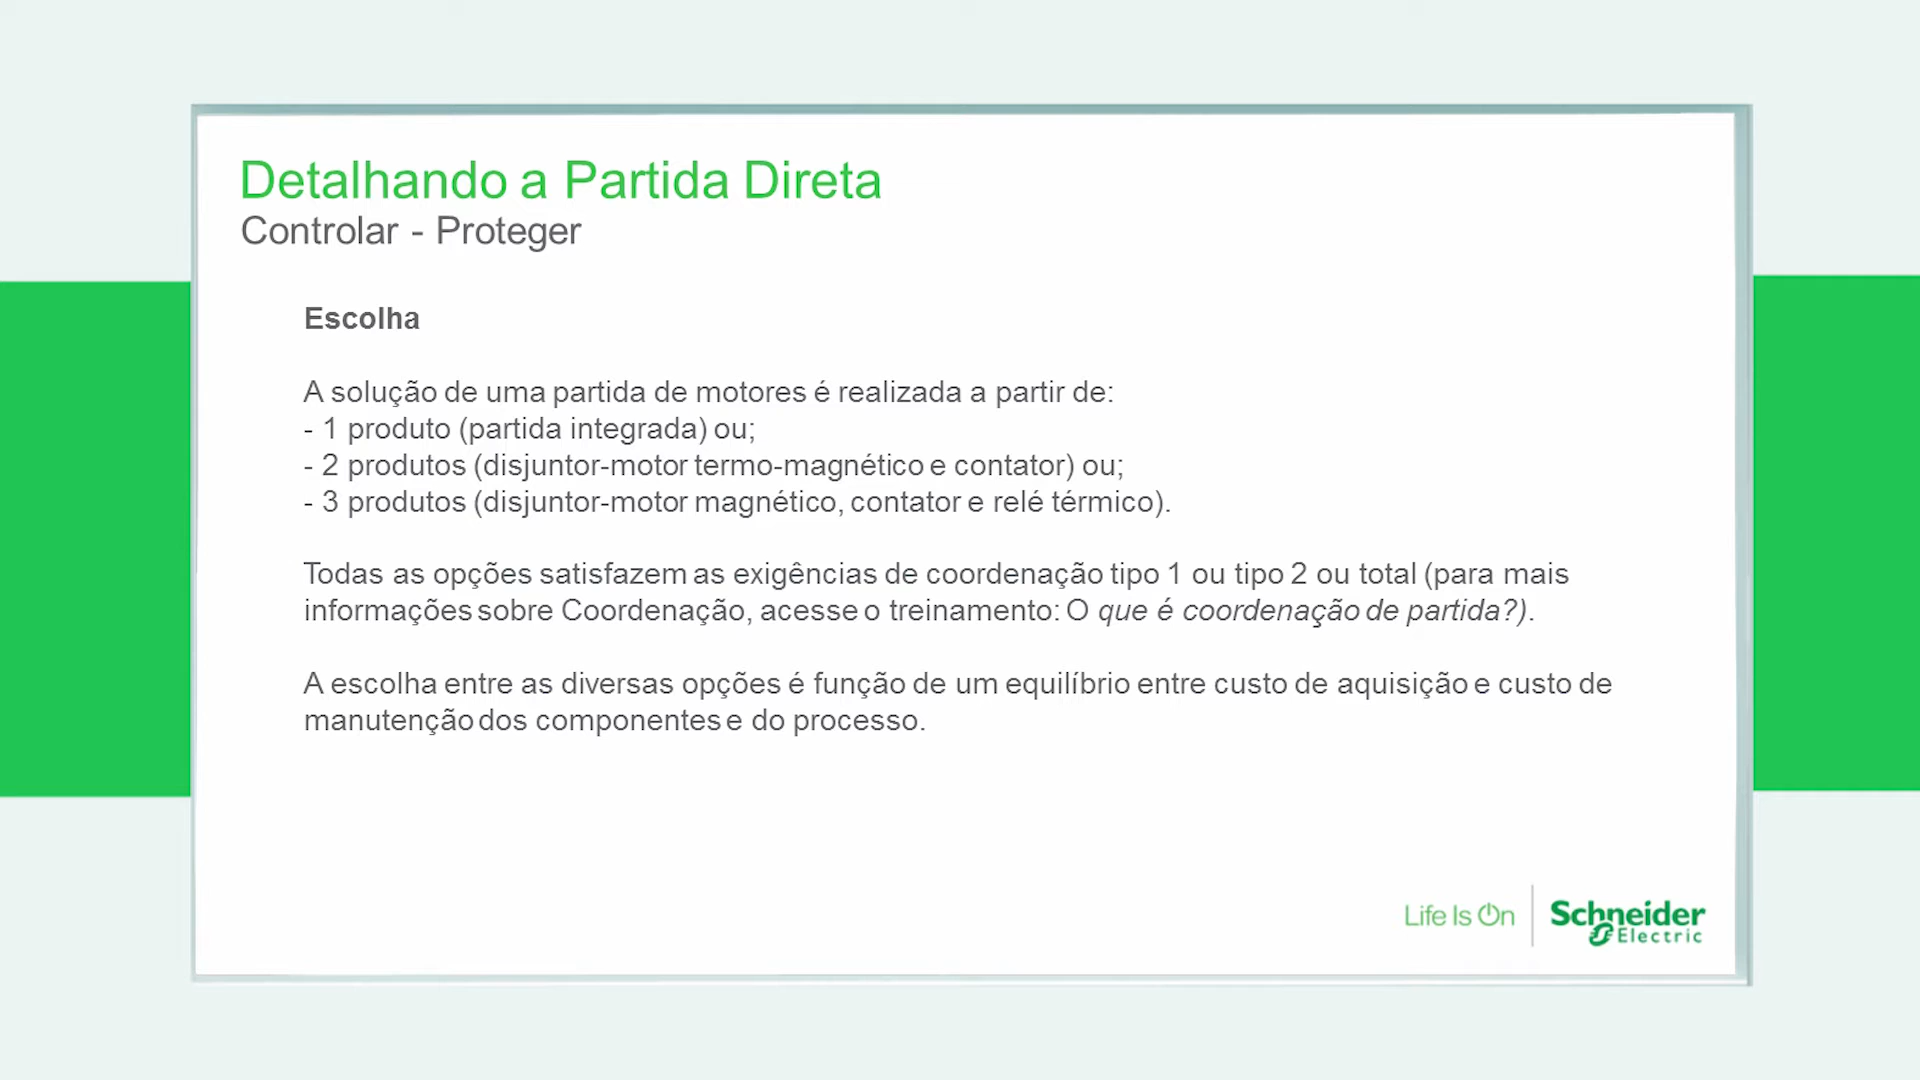 Detalhando a Partida Direta
Controlar - Proteger
Escolha
A solução de uma partida de motores é realizada a partir de:
- 1 produto (partida integrada) ou;
- 2 produtos (disjuntor-motor termo-magnético e contator) ou;
- 3 produtos (disjuntor-motor magnético, contator e relé térmico).
Todas as opções satisfazem as exigências de coordenação tipo 1 ou tipo 2 ou total (para mais
informações sobre Coordenação, acesse o treinamento: O que é coordenação de partida?).
A escolha entre as diversas opções é função de um equilíbrio entre custo de aquisição e custo de
manutenção dos componentes e do processo.
Life Is On
Schneider
Electric